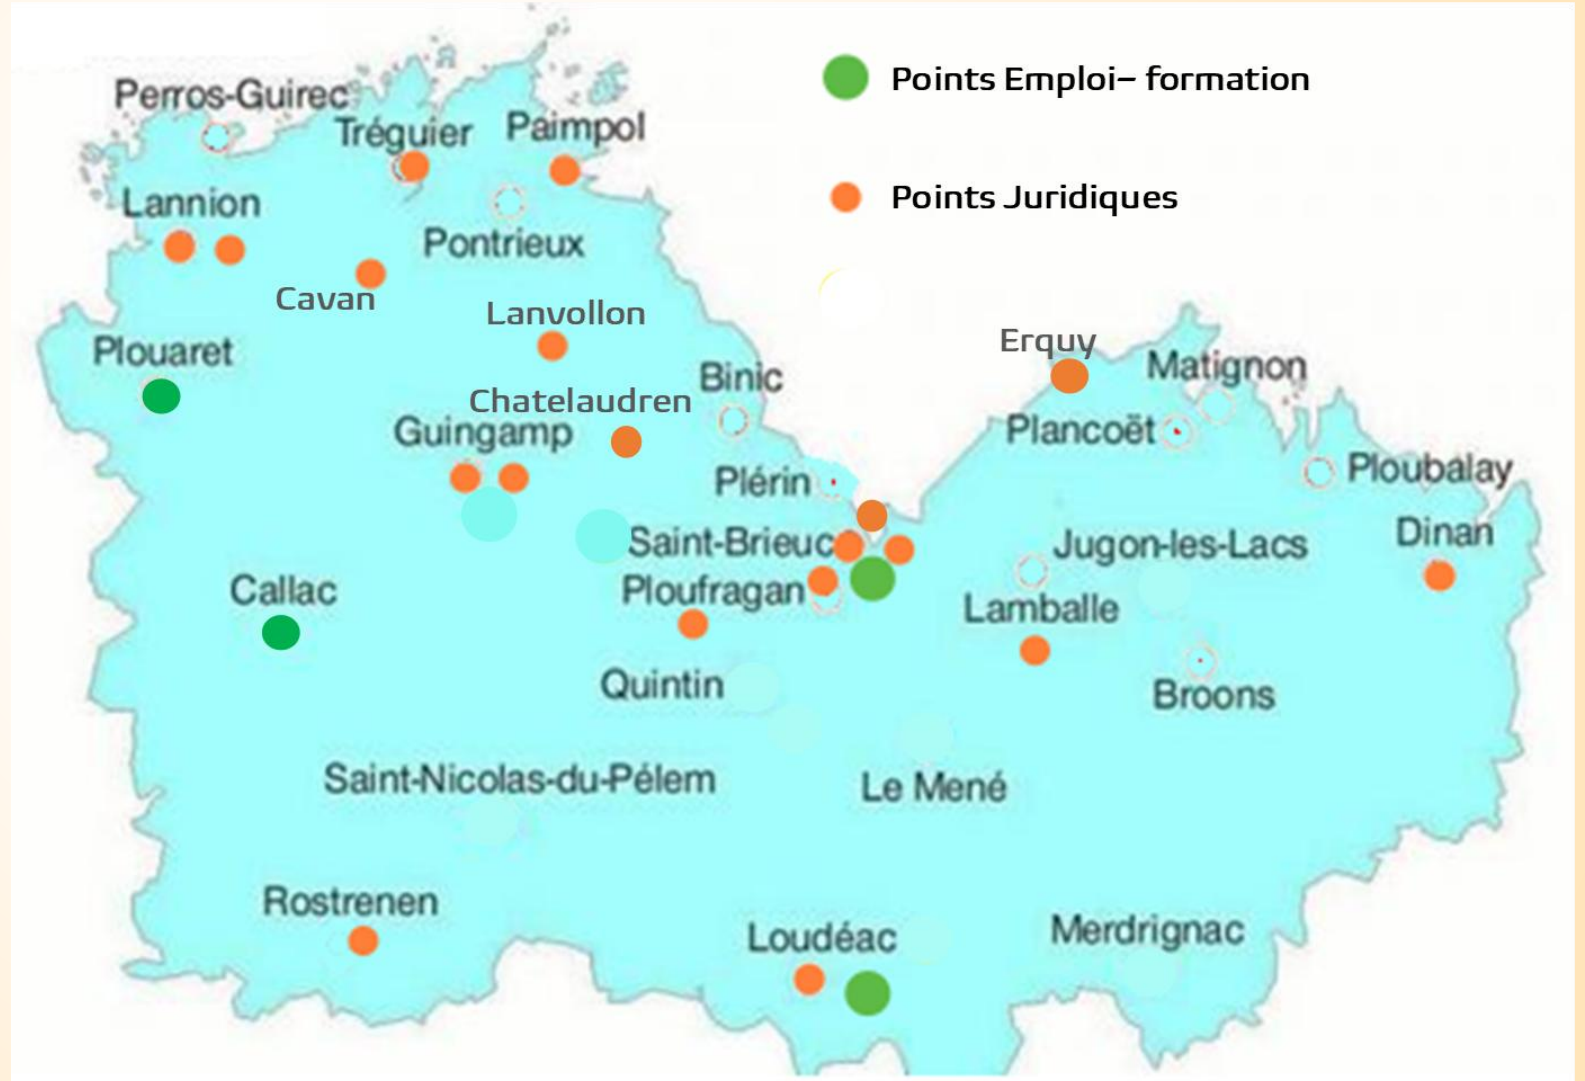 Points Emploi– formation
Perros-Guirec
Tréguier
Paimpol
Points Juridiques
Lannion
Pontrieux
Cavan
Lanvollon
Plouaret
Erquy
Matignon
Binic
Chatelaudren
Guingamp
Plancoët
Ploubalay
Plérin
Dinan
Saint-Brieuc
Jugon-les-Lacs
Callac
Ploufragan
Lamballe
Quintin
Broons
Saint-Nicolas-du-Pélem
Le Mené
Rostrenen
Loudéac
Merdrignac